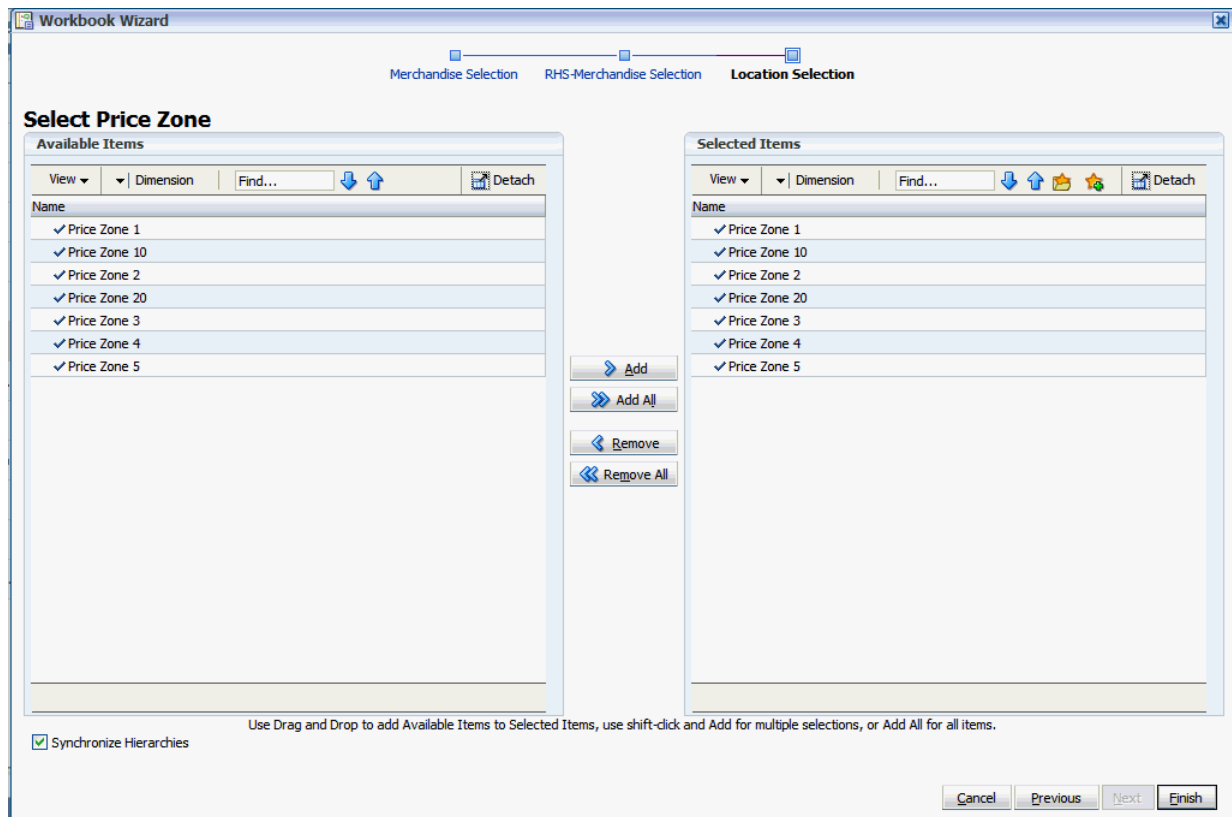 Workbook Wizard
Merchandise Selection RHS-Merchandise Selection Location Selection
Select Price Zone
Available Items
View Dimension Find... Detach
Name
Price Zone 1
Price Zone 10
Price Zone 2
Price Zone 20
Price Zone 3
Price Zone 4
Price Zone 5
Add
Add All
Remove
Remove All
Selected Items
View Dimension Find... Detach
Name
Price Zone 1
Price Zone 10
Price Zone 2
Price Zone 20
Price Zone 3
Price Zone 4
Price Zone 5
Use Drag and Drop to add Available Items to Selected Items, use shift-click and Add for multiple selections, or Add All for all items.
Synchronize Hierarchies
Cancel Previous Next Finish